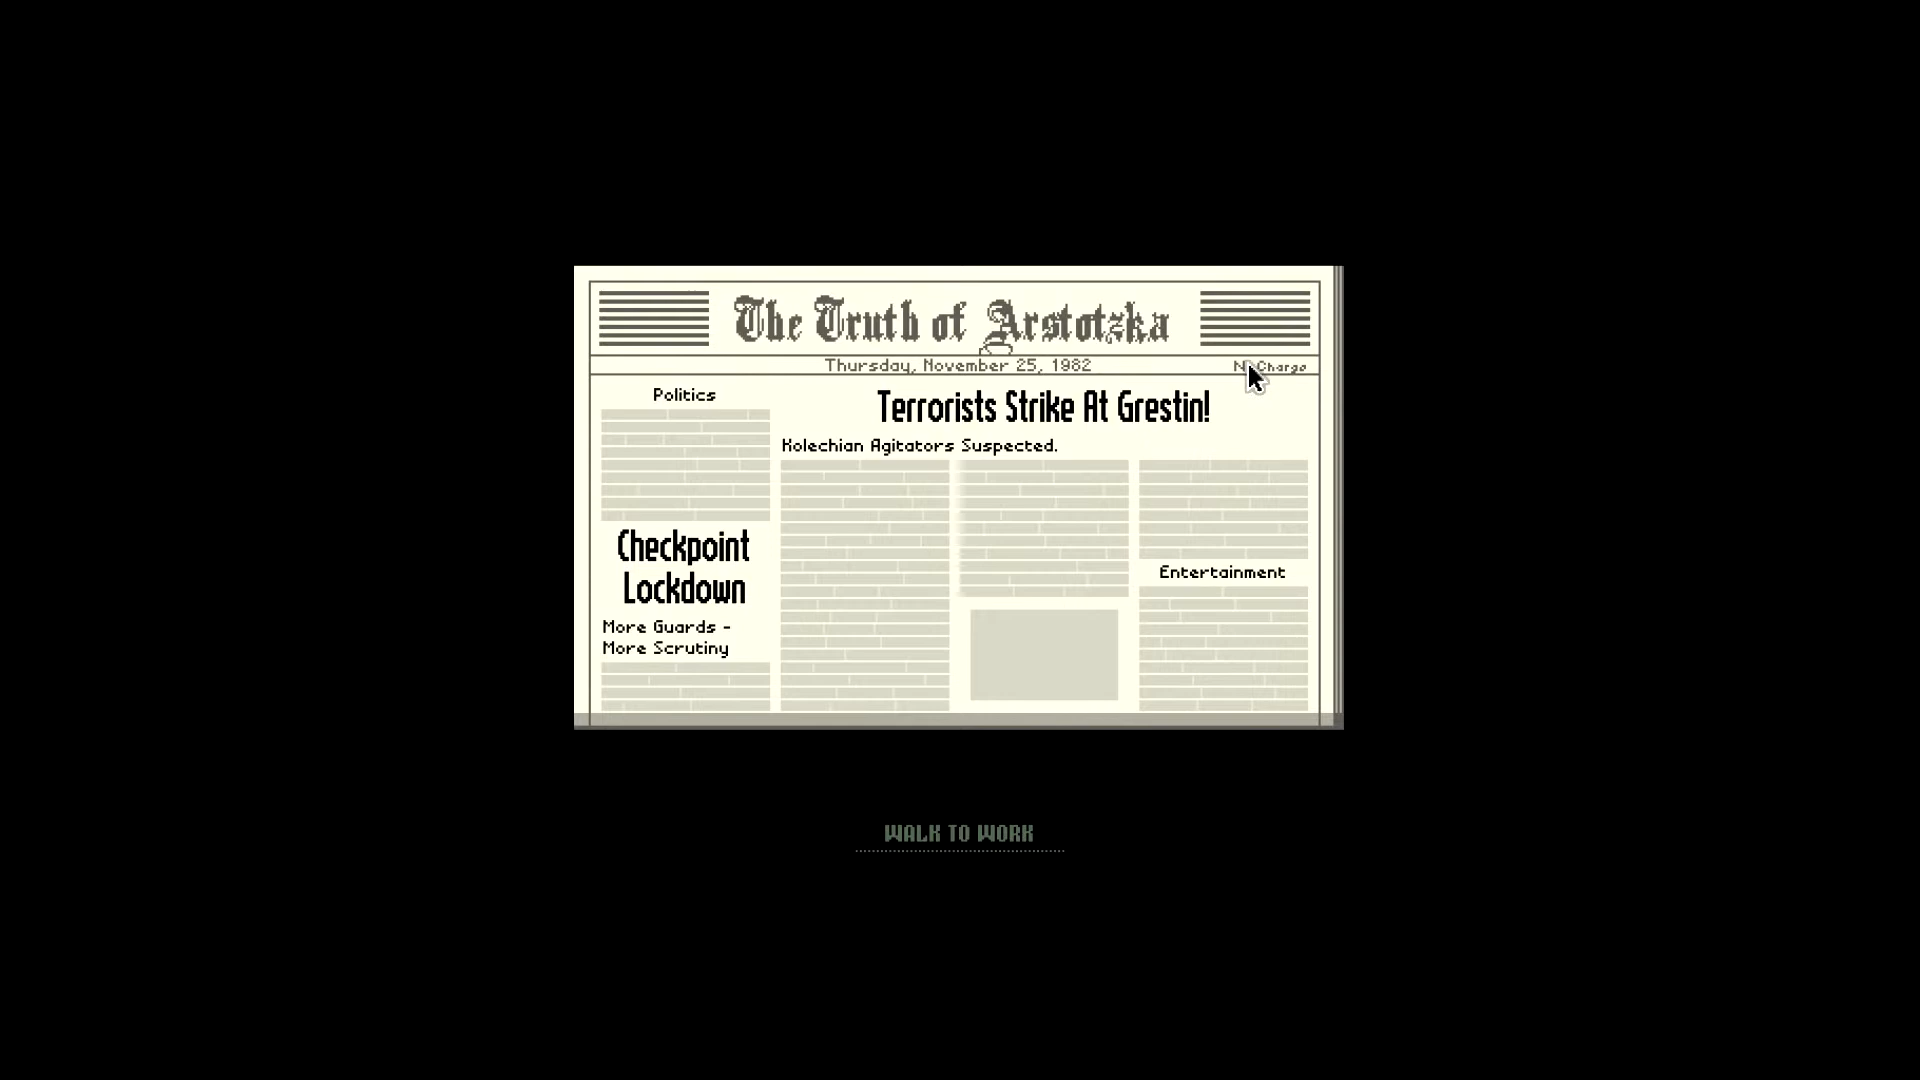 The Truth of Arstotzka
Thursday, November 25, 1982
Charge
Politics
Checkpoint
Lockdown
More Guards -
More Scrutiny
Terrorists Strike At Grestin!
Kolechian Agitators Suspected.
Entertainment
WALK TO WORK